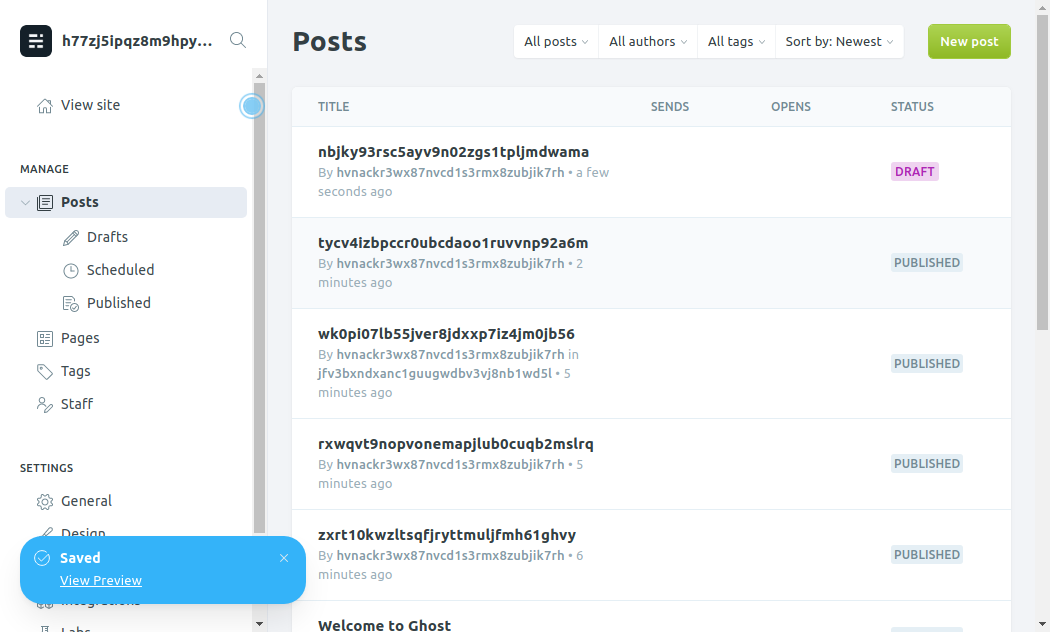 h77zj5ipqz8m9hpy...
View site
MANAGE
Posts
Drafts
Scheduled
Published
Pages
Tags
Staff
SETTINGS
General
Design
Integrations
Labs
Saved
View Preview
Posts
All posts
All authors
All tags
Sort by: Newest
New post
TITLE SENDS OPENS STATUS
nbjky93rsc5ayv9n02zgs1tpljmdwama
By hvnackr3wx87nvcd1s3rmx8zubjik7rh • a few
seconds ago
DRAFT
tycv4izbpccr0ubcdaoo1ruvvnp92a6m
By hvnackr3wx87nvcd1s3rmx8zubjik7rh • 2
minutes ago
PUBLISHED
wk0pi07lb55jver8jdxxp7iz4jm0jb56
By hvnackr3wx87nvcd1s3rmx8zubjik7rh in
jfv3bxndxanc1guugwdbv3vj8nb1wd5l • 5
minutes ago
PUBLISHED
rxwqvt9nopvonemapjlub0cuqb2mslrq
By hvnackr3wx87nvcd1s3rmx8zubjik7rh • 5
minutes ago
PUBLISHED
zxrt10kwzltsqfjryttmuljfmh61ghvy
By hvnackr3wx87nvcd1s3rmx8zubjik7rh • 6
minutes ago
PUBLISHED
Welcome to Ghost